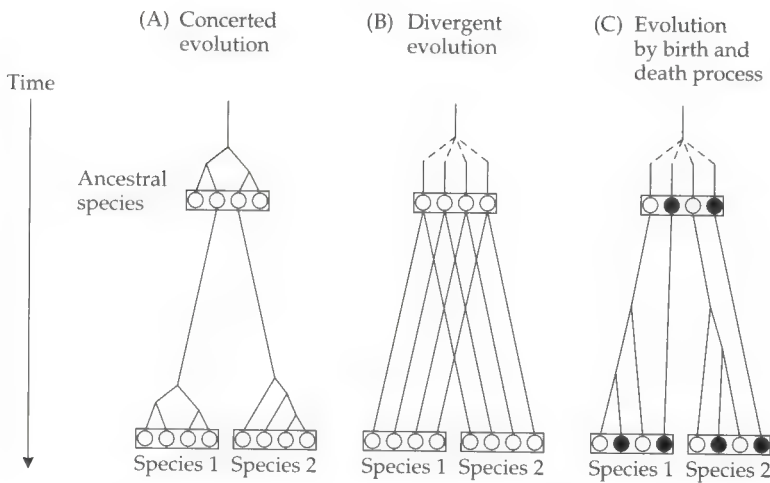 (A) Concerted
evolution
(B) Divergent
evolution
(C) Evolution
by birth and
death process
Time
Ancestral
species
Species 1 Species 2
Species 1 Species 2
Species 1 Species 2